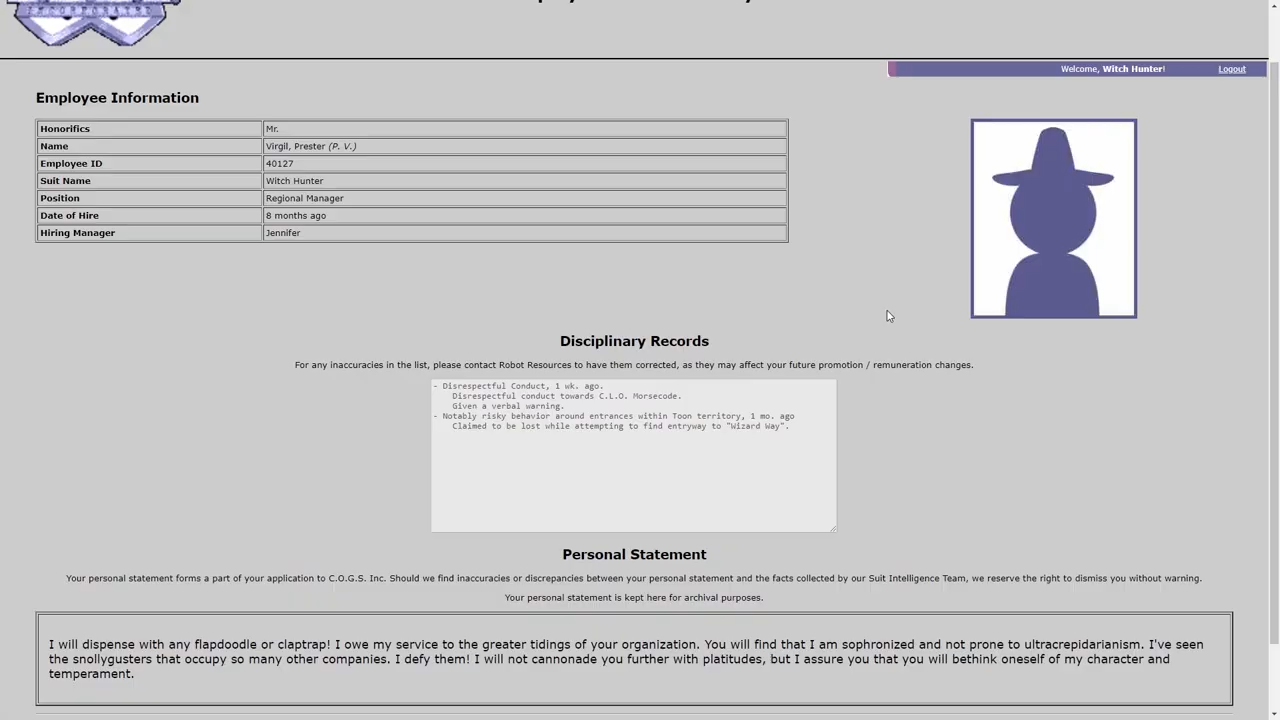 Welcome, Witch Hunter! Logout
Employee Information
Honorifics Mr.
Name Virgil, Prester (P. V.)
Employee ID 40127
Suit Name Witch Hunter
Position Regional Manager
Date of Hire 8 months ago
Hiring Manager Jennifer
Disciplinary Records
For any inaccuracies in the list, please contact Robot Resources to have them corrected, as they may affect your future promotion / remuneration changes.
- Disrespectful Conduct, 1 wk. ago.
Disrespectful conduct towards C.L.O. Morsecode.
Given a verbal warning.
- Notably risky behavior around entrances within Toon territory, 1 mo. ago
Claimed to be lost while attempting to find entryway to "Wizard Way".
Personal Statement
Your personal statement forms a part of your application to C.O.G.S. Inc. Should we find inaccuracies or discrepancies between your personal statement and the facts collected by our Suit Intelligence Team, we reserve the right to dismiss you without warning.
Your personal statement is kept here for archival purposes.
I will dispense with any flapdoodle or claptrap! I owe my service to the greater tidings of your organization. You will find that I am sophronized and not prone to ultracrepidarianism. I've seen
the snollygusters that occupy so many other companies. I defy them! I will not cannonade you further with platitudes, but I assure you that you will bethink oneself of my character and
temperament.